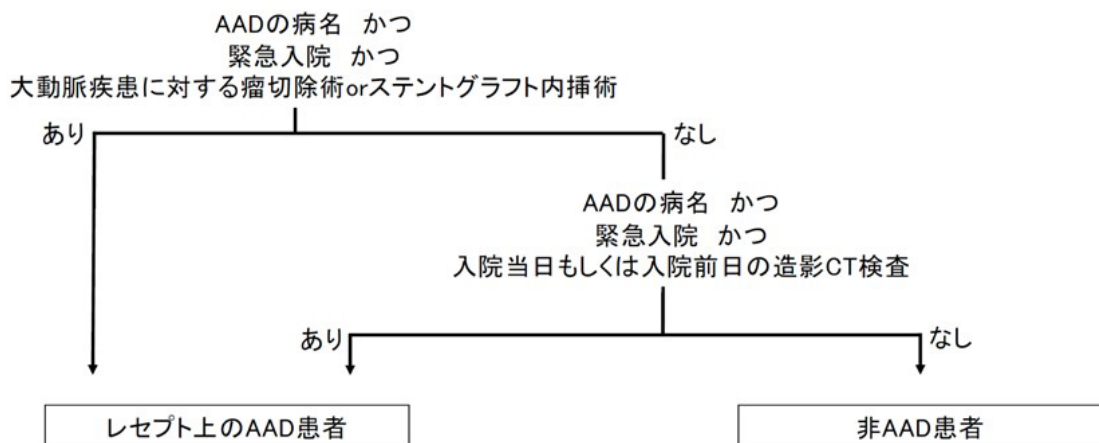 AADの病名 かつ
緊急入院 かつ
大動脈疾患に対する瘤切除術orステントグラフト内挿術
あり
なし
AADの病名 かつ
緊急入院 かつ
入院当日もしくは入院前日の造影CT検査
あり
なし
レセプト上のAAD患者
非AAD患者